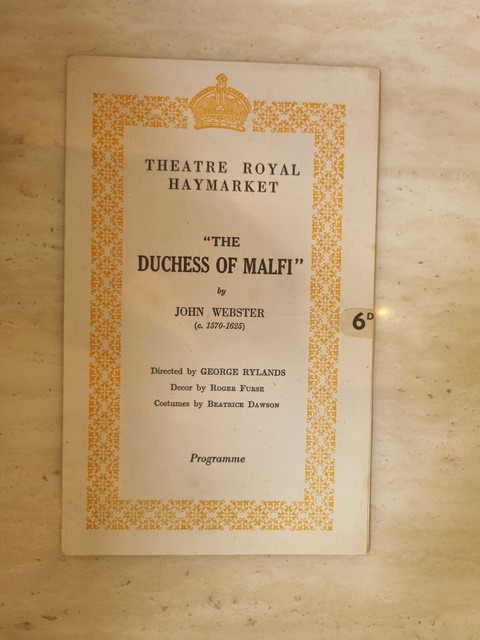 THEATRE ROYAL
HAYMARKET
"THE
DUCHESS OF MALFI"
by
JOHN WEBSTER
(c. 1570-1625)
6D
Directed by GEORGE RYLANDS
Decor by ROGER FURSE
Costumes by BEATRICE DAWSON
Programme